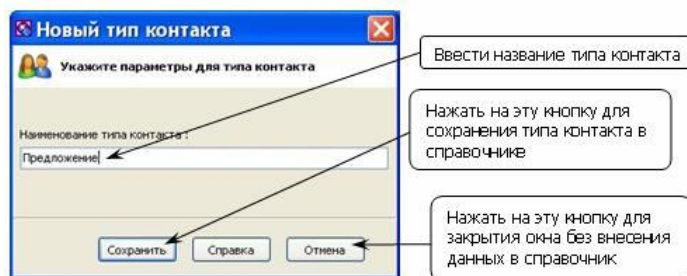 Новый тип контакта
Укажите параметры для типа контакта
Наименование типа контакта :
Предложение
Сохранить
Справка
Отмена
Ввести название типа контакта
Нажать на эту кнопку для
сохранения типа контакта в
справочнике
Нажать на эту кнопку для
закрытия окна без внесения
данных в справочник